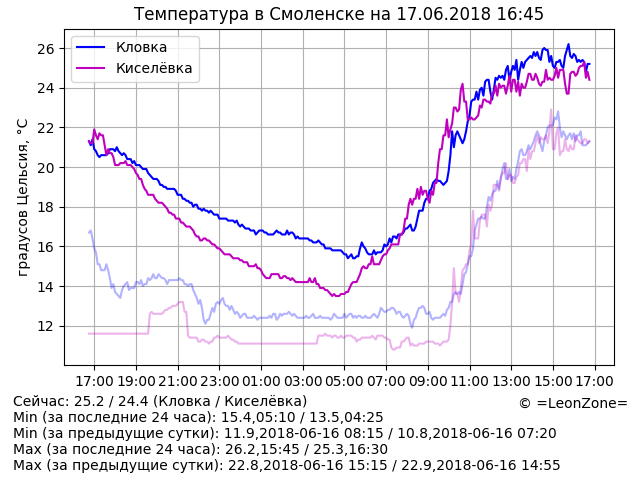 Температура в Смоленске на 17.06.2018 16:45
Кловка
Киселёвка
градусов Цельсия, °C
26
24
22
20
18
16
14
12
17:00 19:00 21:00 23:00 01:00 03:00 05:00 07:00 09:00 11:00 13:00 15:00 17:00
Сейчас: 25.2 / 24.4 (Кловка / Киселёвка)
© =LeonZone=
Min (за последние 24 часа): 15.4,05:10 / 13.5,04:25
Min (за предыдущие сутки): 11.9,2018-06-16 08:15 / 10.8,2018-06-16 07:20
Max (за последние 24 часа): 26.2,15:45 / 25.3,16:30
Max (за предыдущие сутки): 22.8,2018-06-16 15:15 / 22.9,2018-06-16 14:55